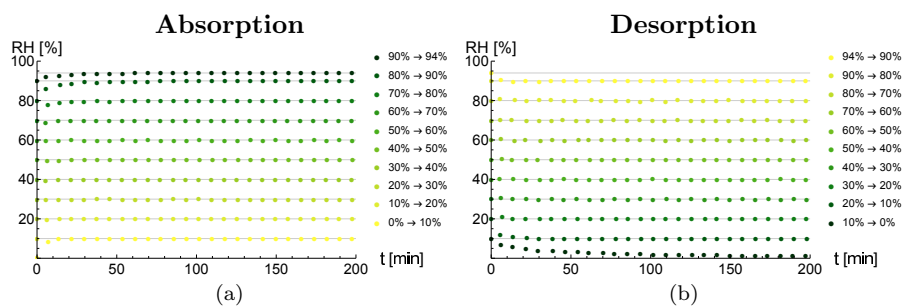 Absorption
RH [%]
100
80
60
40
20
0
50
100
150
200
t [min]
90% → 94%
80% → 90%
70% → 80%
60% → 70%
50% → 60%
40% → 50%
30% → 40%
20% → 30%
10% → 20%
0% → 10%
(a)
Desorption
RH [%]
100
80
60
40
20
0
50
100
150
200
t [min]
94% → 90%
90% → 80%
80% → 70%
70% → 60%
60% → 50%
50% → 40%
40% → 30%
30% → 20%
20% → 10%
10% → 0%
(b)